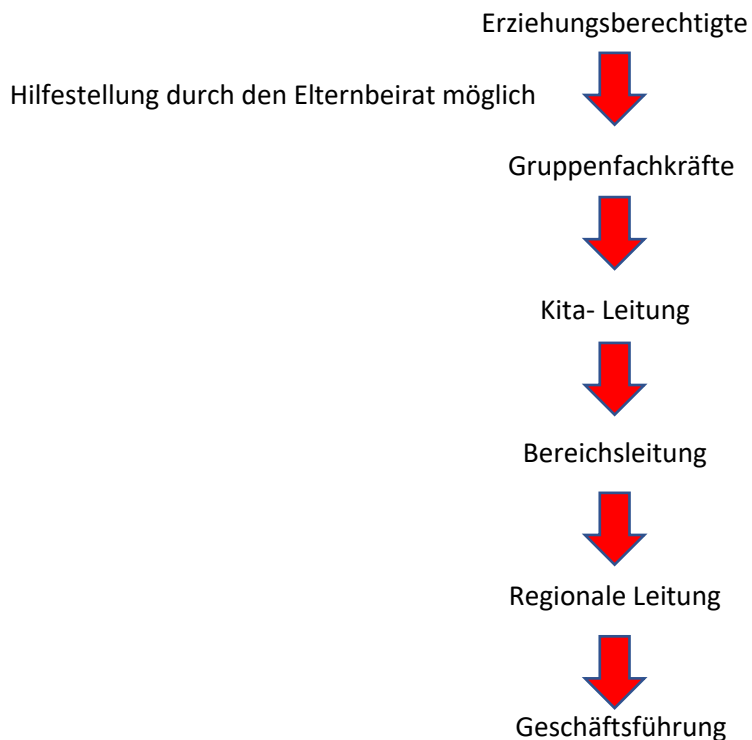 Erziehungsberechtigte
Hilfestellung durch den Elternbeirat möglich
Gruppenfachkräfte
Kita- Leitung
Bereichsleitung
Regionale Leitung
Geschäftsführung